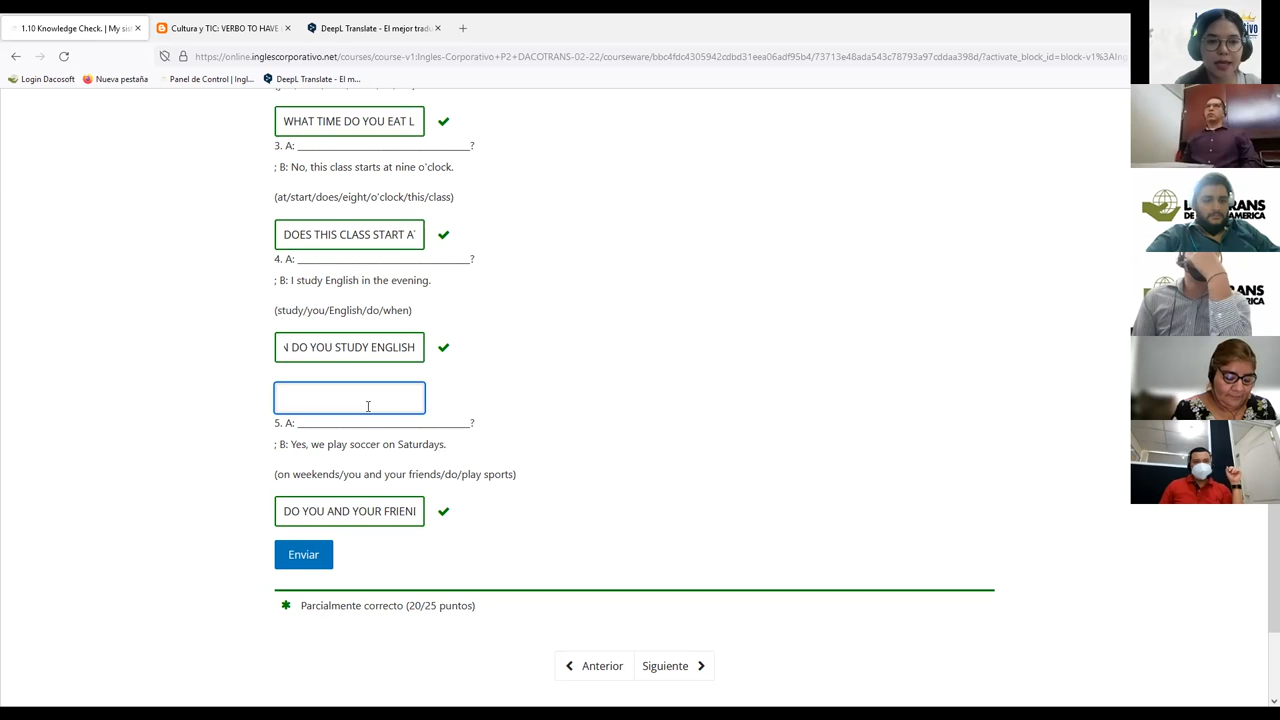 1.10 Knowledge Check. | My sis
Cultura y TIC: VERBO TO HAVE
DeepL Translate - El mejor tradu
https://online.inglescorporativo.net/courses/course-v1:Ingles-Corporativo+P2+DACOTRANS-02-22/courseware/bbc4fdc4305942cdbd31eea06adf95b4/73713e48ada543c78793a97cddaa398d/?activate_block_id=block-v1%3AIng
Login Dacosoft
Nueva pestaña
Panel de Control | Ingl...
DeepL Translate - El m...
WHAT TIME DO YOU EAT L
3. A: ______________________________?
; B: No, this class starts at nine o'clock.
(at/start/does/eight/o'clock/this/class)
DOES THIS CLASS START A
4. A: ______________________________?
; B: I study English in the evening.
(study/you/English/do/when)
N DO YOU STUDY ENGLISH
5. A: ______________________________?
; B: Yes, we play soccer on Saturdays.
(on weekends/you and your friends/do/play sports)
DO YOU AND YOUR FRIEN
Enviar
Parcialmente correcto (20/25 puntos)
Anterior
Siguiente